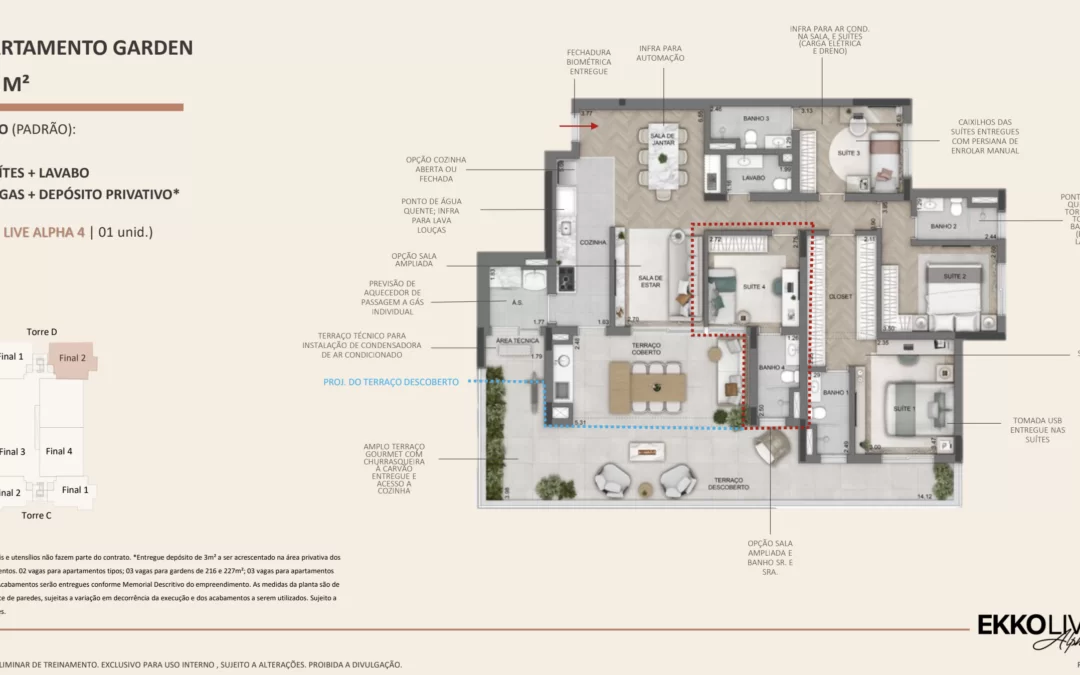 ARTAMENTO GARDEN
M²
O (PADRÃO):
ÍTES + LAVABO
GAS + DEPÓSITO PRIVATIVO*
LIVE ALPHA 4 | 01 unid.)
Torre D
Final 1
Final 2
Final 3
Final 4
Final 2
Final 1
Torre C
FECHADURA
BIOMÉTRICA
ENTREGUE
INFRA PARA
AUTOMAÇÃO
INFRA PARA AR COND.
NA SALA, E SUÍTES
(CARGA ELÉTRICA
E DRENO)
CAIXILHOS DAS
SUÍTES ENTREGUES
COM PERSIANA DE
ENROLAR MANUAL
OPÇÃO COZINHA
ABERTA OU
FECHADA
PONTO DE ÁGUA
QUENTE; INFRA
PARA LAVA
LOUÇAS
OPÇÃO SALA
AMPLIADA
PREVISÃO DE
AQUECEDOR DE
PASSAGEM A GÁS
INDIVIDUAL
TERRAÇO TÉCNICO PARA
INSTALAÇÃO DE CONDENSADORA
DE AR CONDICIONADO
PROJ. DO TERRAÇO DESCOBERTO
AMPLO TERRAÇO
GOURMET COM
CHURRASQUEIRA
À CARVÃO
ENTREGUE E
ACESSO A
COZINHA
TOMADA USB
ENTREGUE NAS
SUÍTES
OPÇÃO SALA
AMPLIADA E
BANHO SR. E
SRA.
3.77
SALA DE
JANTAR
BANHO 3
3.13
SUÍTE 3
LAVABO
COZINHA
BANHO 2
2.44
2.72
2.11
SALA DE
ESTAR
SUÍTE 4
CLOSET
SUÍTE 2
A.S.
1.77
1.83
2.70
ÁREA TÉCNICA
1.79
TERRAÇO
COBERTO
BANHO 4
BANHO 1
SUÍTE 1
5.31
3.00
TERRAÇO
DESCOBERTO
14.12
is e utensílios não fazem parte do contrato. *Entregue depósito de 3m² a ser acrescentado na área privativa dos
entos. 02 vagas para apartamentos tipos; 03 vagas para gardens de 216 e 227m²; 03 vagas para apartamentos
Acabamentos serão entregues conforme Memorial Descritivo do empreendimento. As medidas da planta são de
ce de paredes, sujeitas a variação em decorrência da execução e dos acabamentos a serem utilizados. Sujeito a
es.
EKKO LIV
Alph
LIMINAR DE TREINAMENTO. EXCLUSIVO PARA USO INTERNO , SUJEITO A ALTERAÇÕES. PROIBIDA A DIVULGAÇÃO.